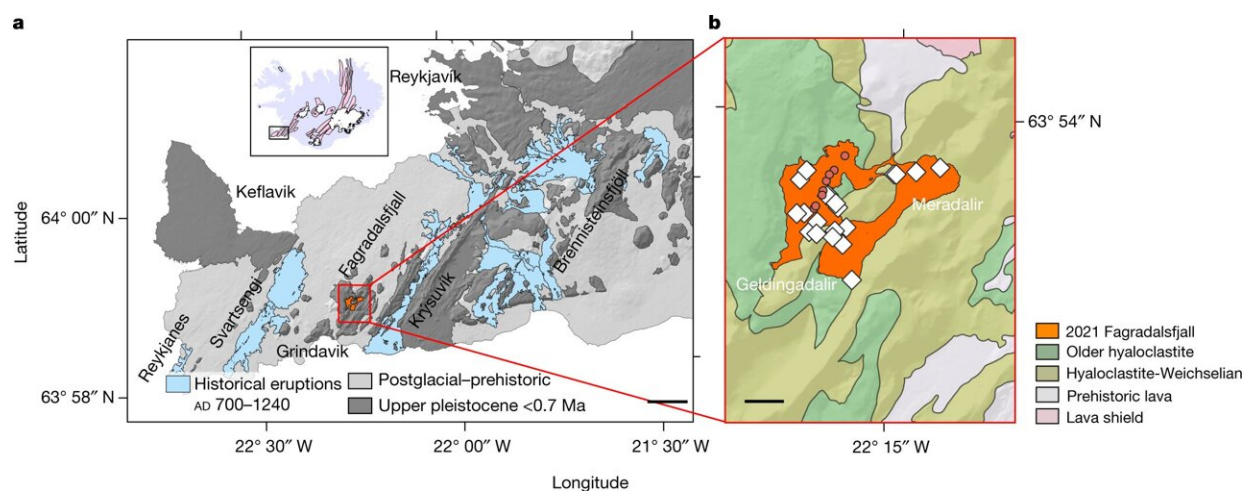 a
b
Reykjavík
Keflavik
Fagradalsfjall
Brennisteinsfjöll
Svartsengi
Krysuvik
Reykjanes
Grindavik
Historical eruptions
AD 700–1240
Postglacial–prehistoric
Upper pleistocene <0.7 Ma
64° 00″ N
63° 58″ N
Latitude
22° 30″ W
22° 00″ W
21° 30″ W
Longitude
63° 54″ N
Meradalir
Geldingadalir
22° 15″ W
2021 Fagradalsfjall
Older hyaloclastite
Hyaloclastite-Weichselian
Prehistoric lava
Lava shield